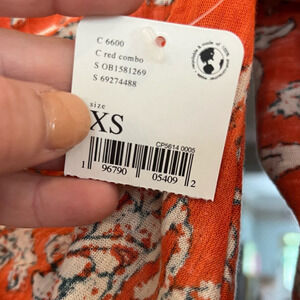 C 6600
C red combo
S OB1581269
S 69274488
size
XS
CP5614 0005
1 96790 05409 2